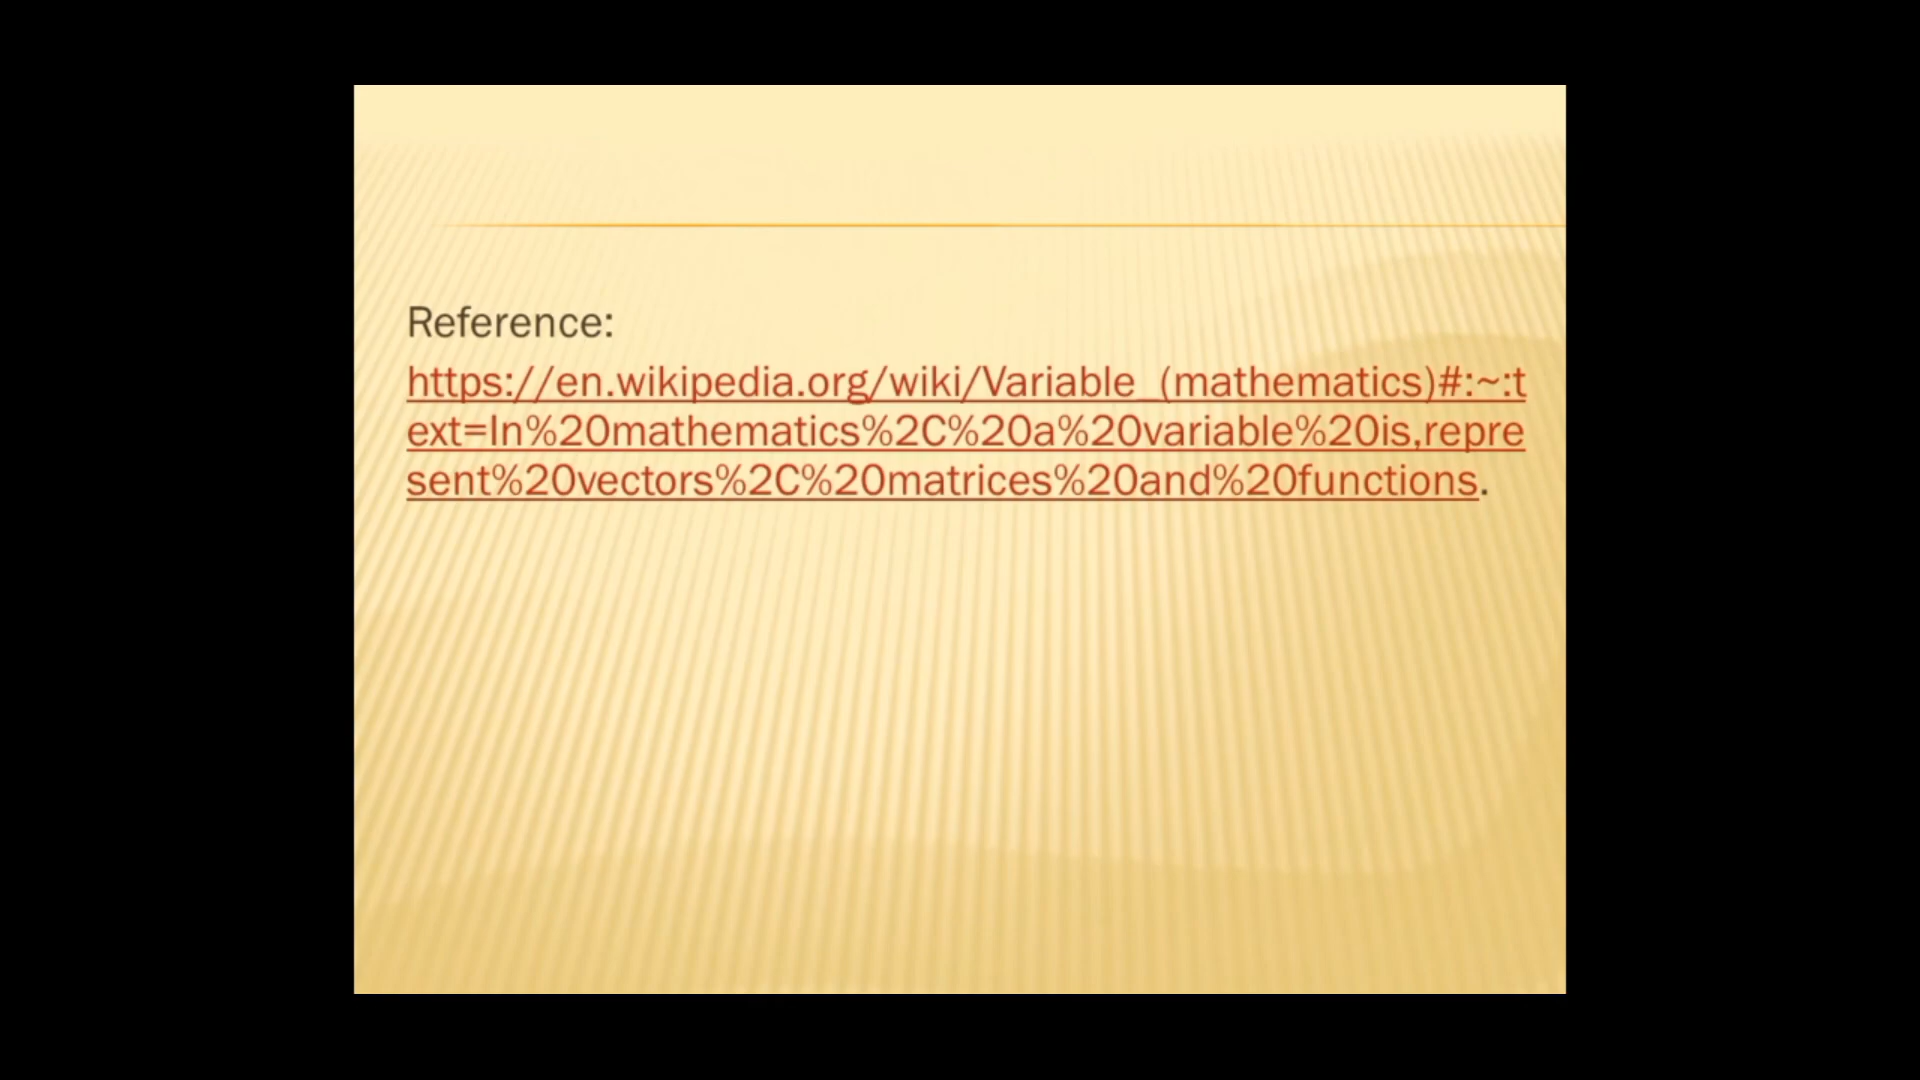 Reference:
https://en.wikipedia.org/wiki/Variable_(mathematics)#:~:t
ext=In%20mathematics%2C%20a%20variable%20is,repre
sent%20vectors%2C%20matrices%20and%20functions.